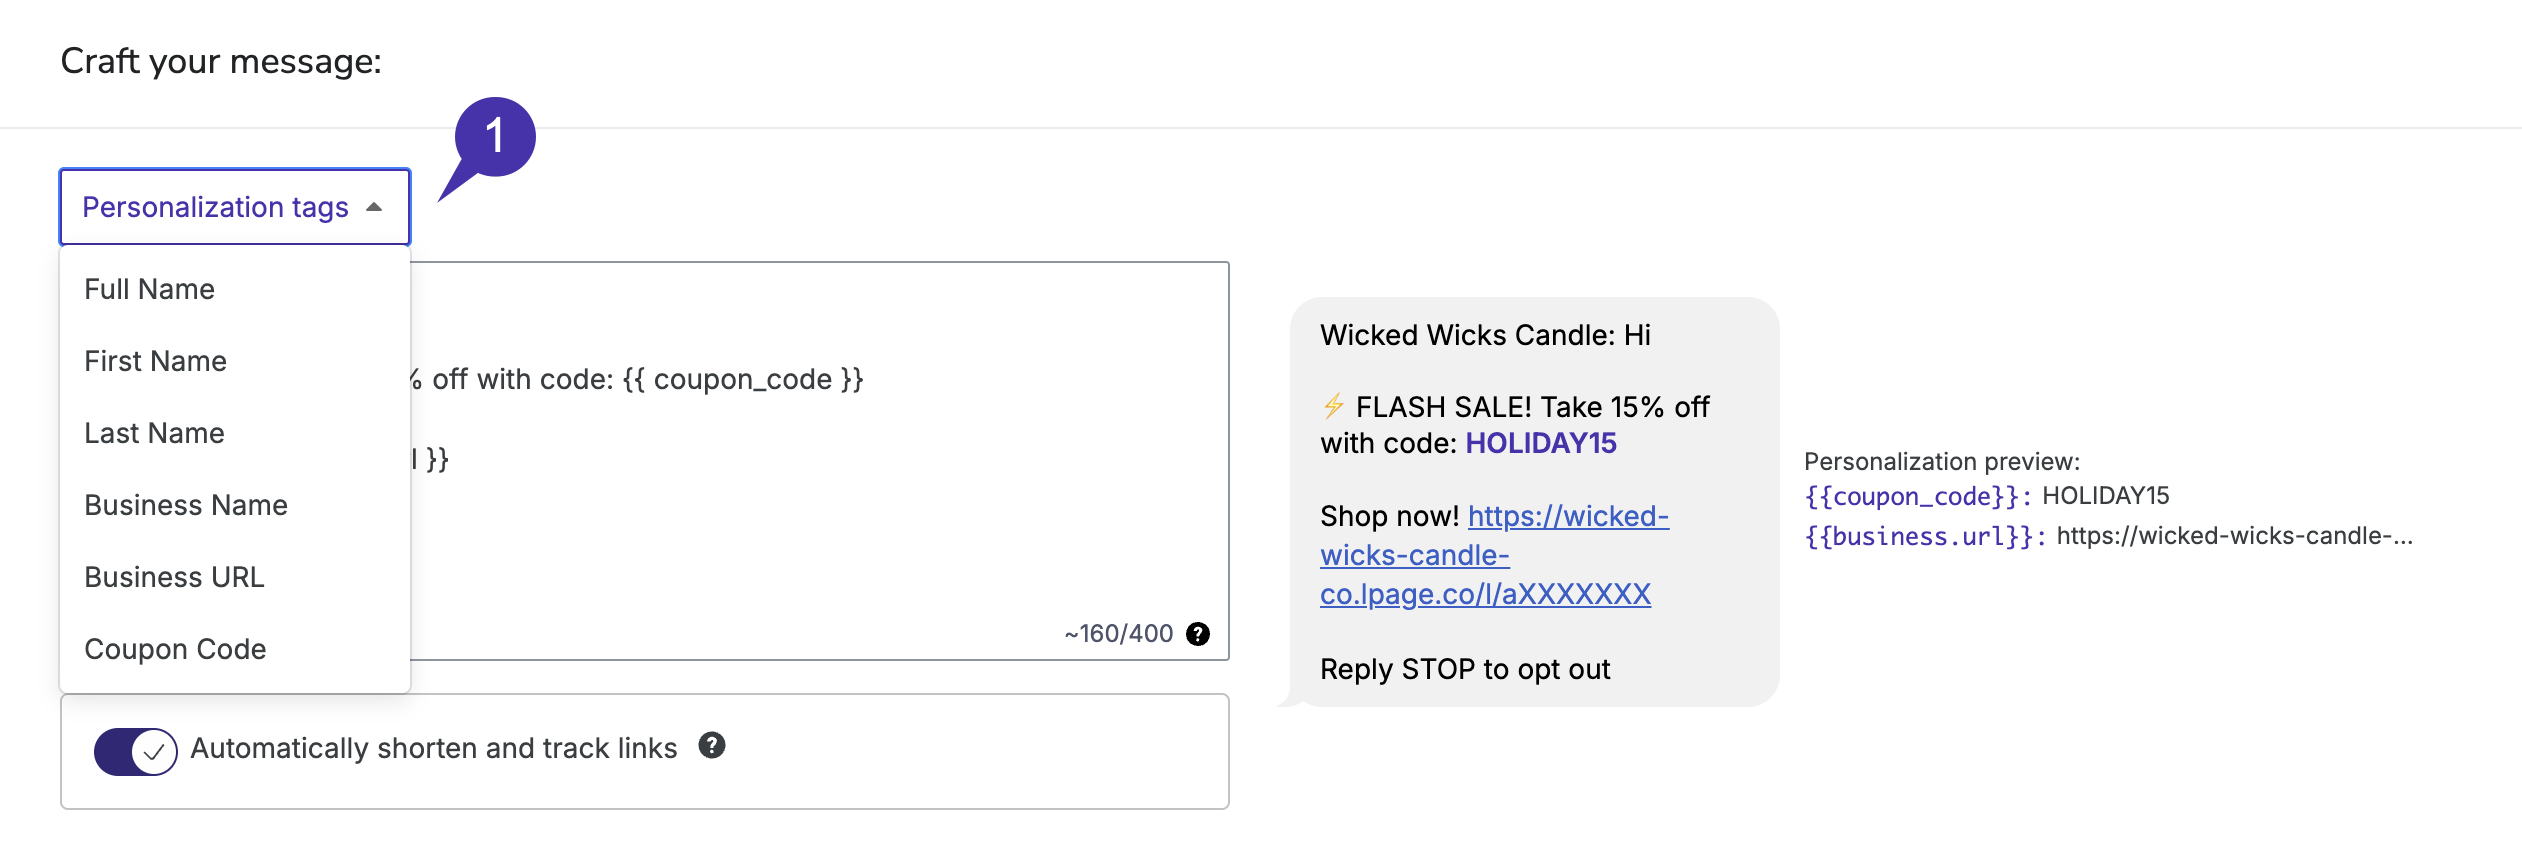 Craft your message:
1
Personalization tags
Full Name
First Name
Last Name
Business Name
Business URL
Coupon Code
% off with code: {{ coupon_code }}
l }}
~160/400 ?
Automatically shorten and track links ?
Wicked Wicks Candle: Hi
⚡ FLASH SALE! Take 15% off
with code: HOLIDAY15
Shop now! https://wicked-
wicks-candle-
co.lpage.co/l/aXXXXXXX
Reply STOP to opt out
Personalization preview:
{{coupon_code}}: HOLIDAY15
{{business.url}}: https://wicked-wicks-candle-...